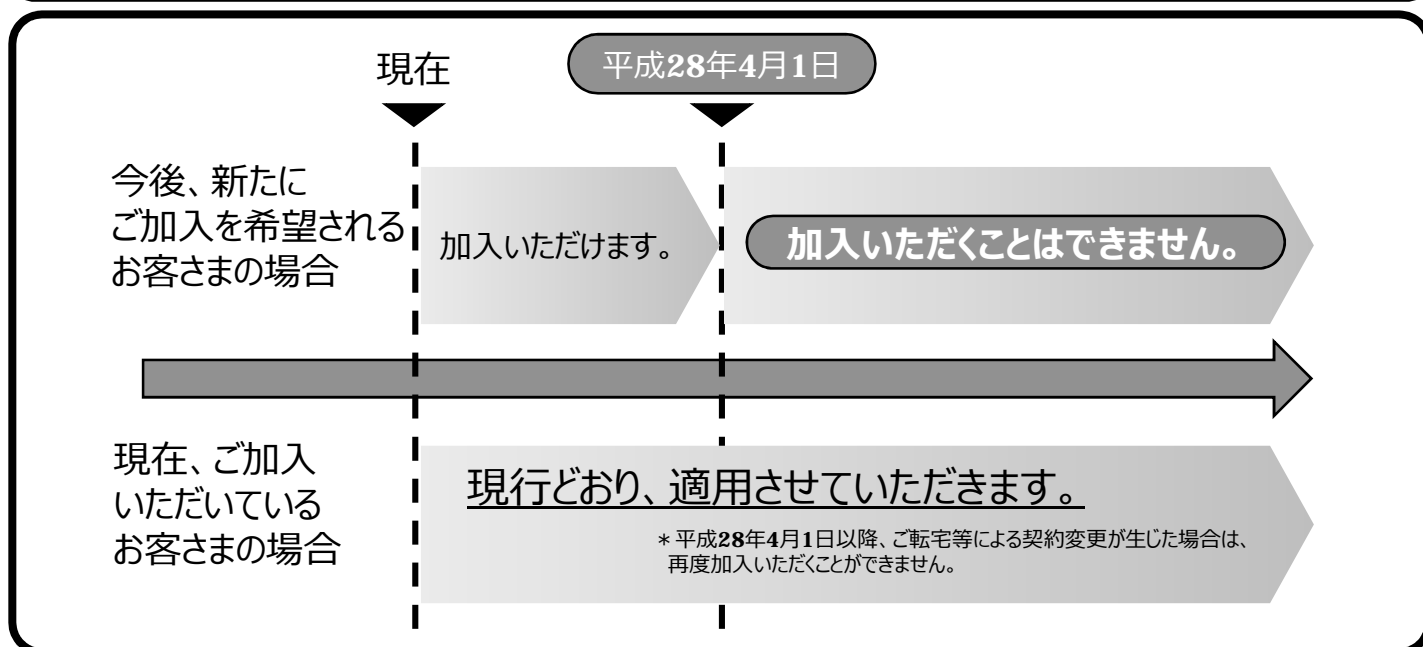 現在
平成28年4月1日
今後、新たに
ご加入を希望される
お客さまの場合
加入いただけます。
加入いただくことはできません。
現在、ご加入
いただいている
お客さまの場合
現行どおり、適用させていただきます。
＊平成28年4月1日以降、ご転宅等による契約変更が生じた場合は、
再度加入いただくことができません。